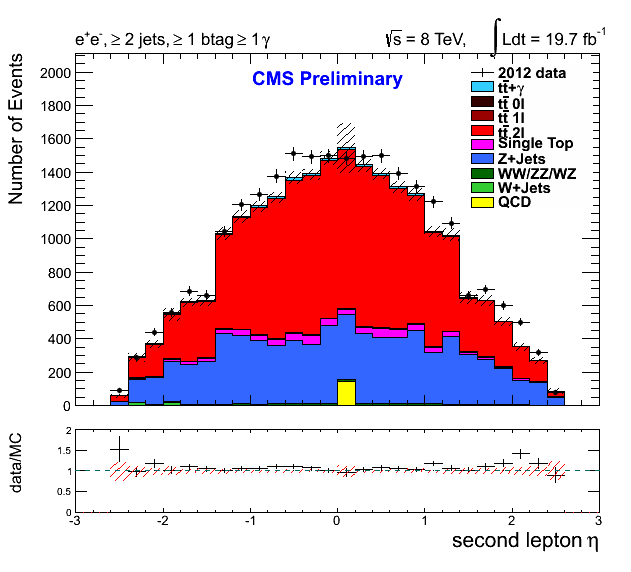 e⁺e⁻, ≥ 2 jets, ≥ 1 btag ≥ 1 γ
√s = 8 TeV, ∫ Ldt = 19.7 fb⁻¹
CMS Preliminary
Number of Events
2000
1800
1600
1400
1200
1000
800
600
400
200
0
2012 data
tt̄+γ
tt̄ 0l
tt̄ 1l
tt̄ 2l
Single Top
Z+Jets
WW/ZZ/WZ
W+Jets
QCD
data/MC
2
1.5
1
0.5
0
-3 -2 -1 0 1 2 3
second lepton η